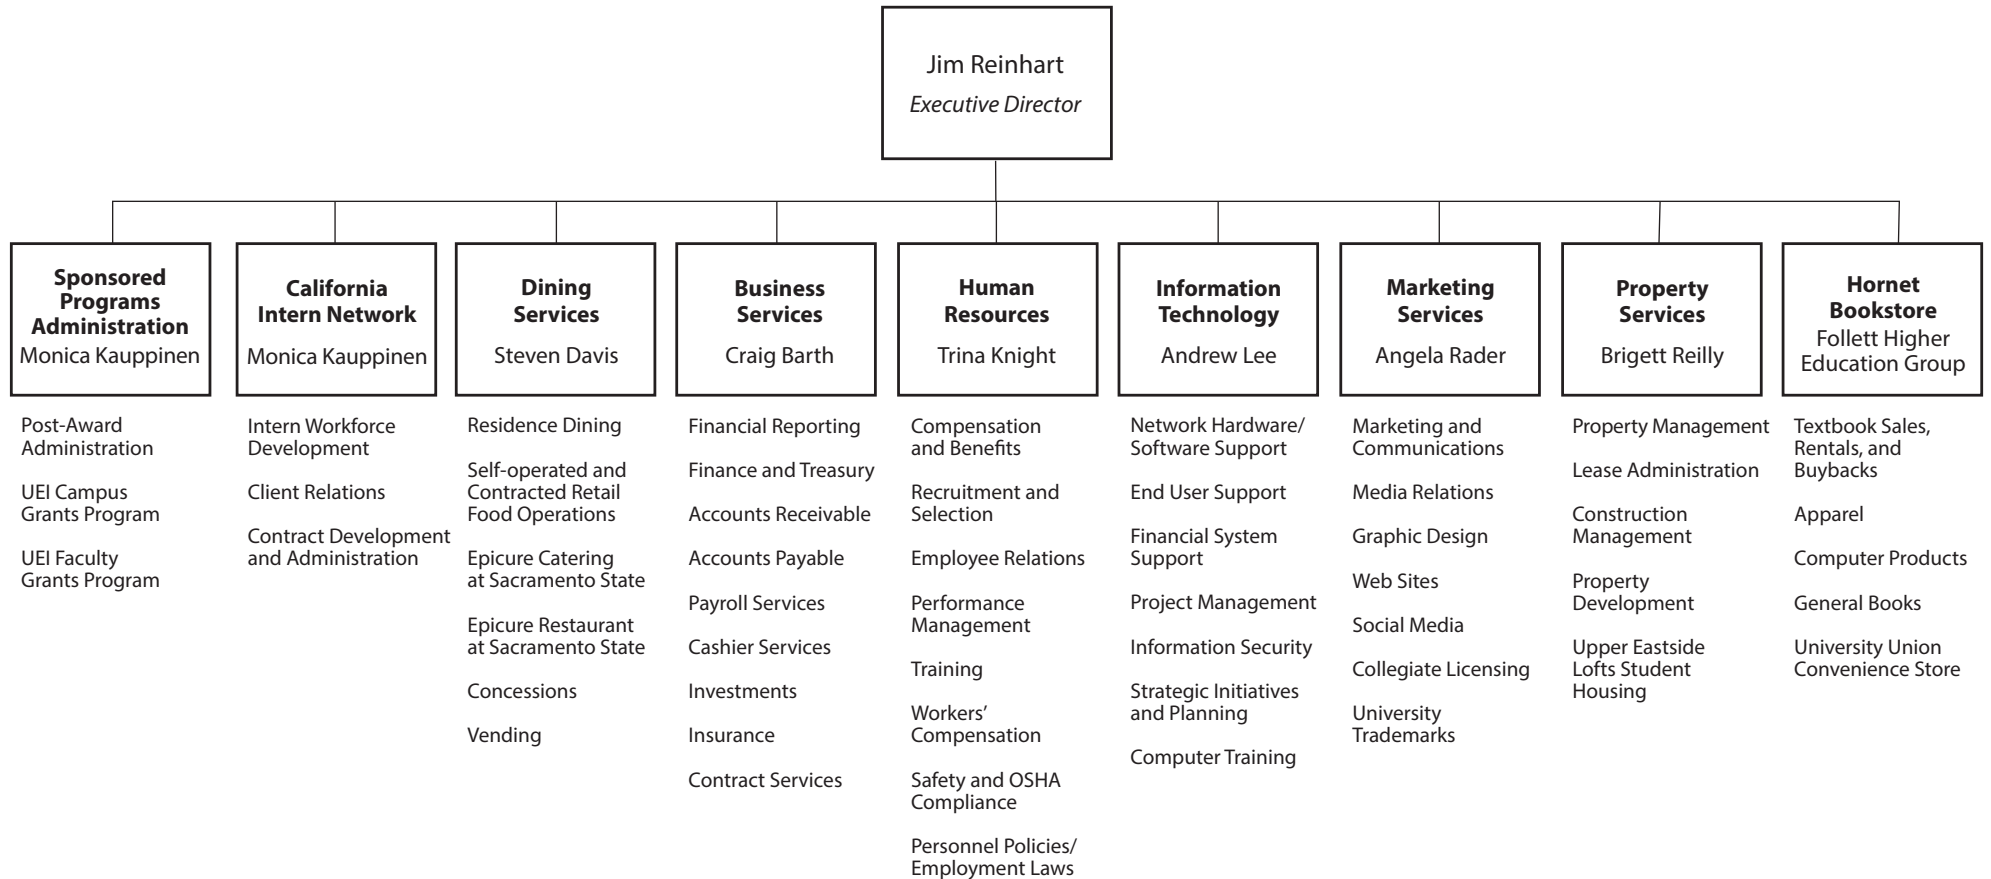 Jim Reinhart
Executive Director
Sponsored
Programs
Administration
Monica Kauppinen
California
Intern Network
Monica Kauppinen
Dining
Services
Steven Davis
Business
Services
Craig Barth
Human
Resources
Trina Knight
Information
Technology
Andrew Lee
Marketing
Services
Angela Rader
Property
Services
Brigett Reilly
Hornet
Bookstore
Follett Higher
Education Group
Post-Award
Administration
UEI Campus
Grants Program
UEI Faculty
Grants Program
Intern Workforce
Development
Client Relations
Contract Development
and Administration
Residence Dining
Self-operated and
Contracted Retail
Food Operations
Epicure Catering
at Sacramento State
Epicure Restaurant
at Sacramento State
Concessions
Vending
Financial Reporting
Finance and Treasury
Accounts Receivable
Accounts Payable
Payroll Services
Cashier Services
Investments
Insurance
Contract Services
Compensation
and Benefits
Recruitment and
Selection
Employee Relations
Performance
Management
Training
Workers’
Compensation
Safety and OSHA
Compliance
Personnel Policies/
Employment Laws
Network Hardware/
Software Support
End User Support
Financial System
Support
Project Management
Information Security
Strategic Initiatives
and Planning
Computer Training
Marketing and
Communications
Media Relations
Graphic Design
Web Sites
Social Media
Collegiate Licensing
University
Trademarks
Property Management
Lease Administration
Construction
Management
Property
Development
Upper Eastside
Lofts Student
Housing
Textbook Sales,
Rentals, and
Buybacks
Apparel
Computer Products
General Books
University Union
Convenience Store